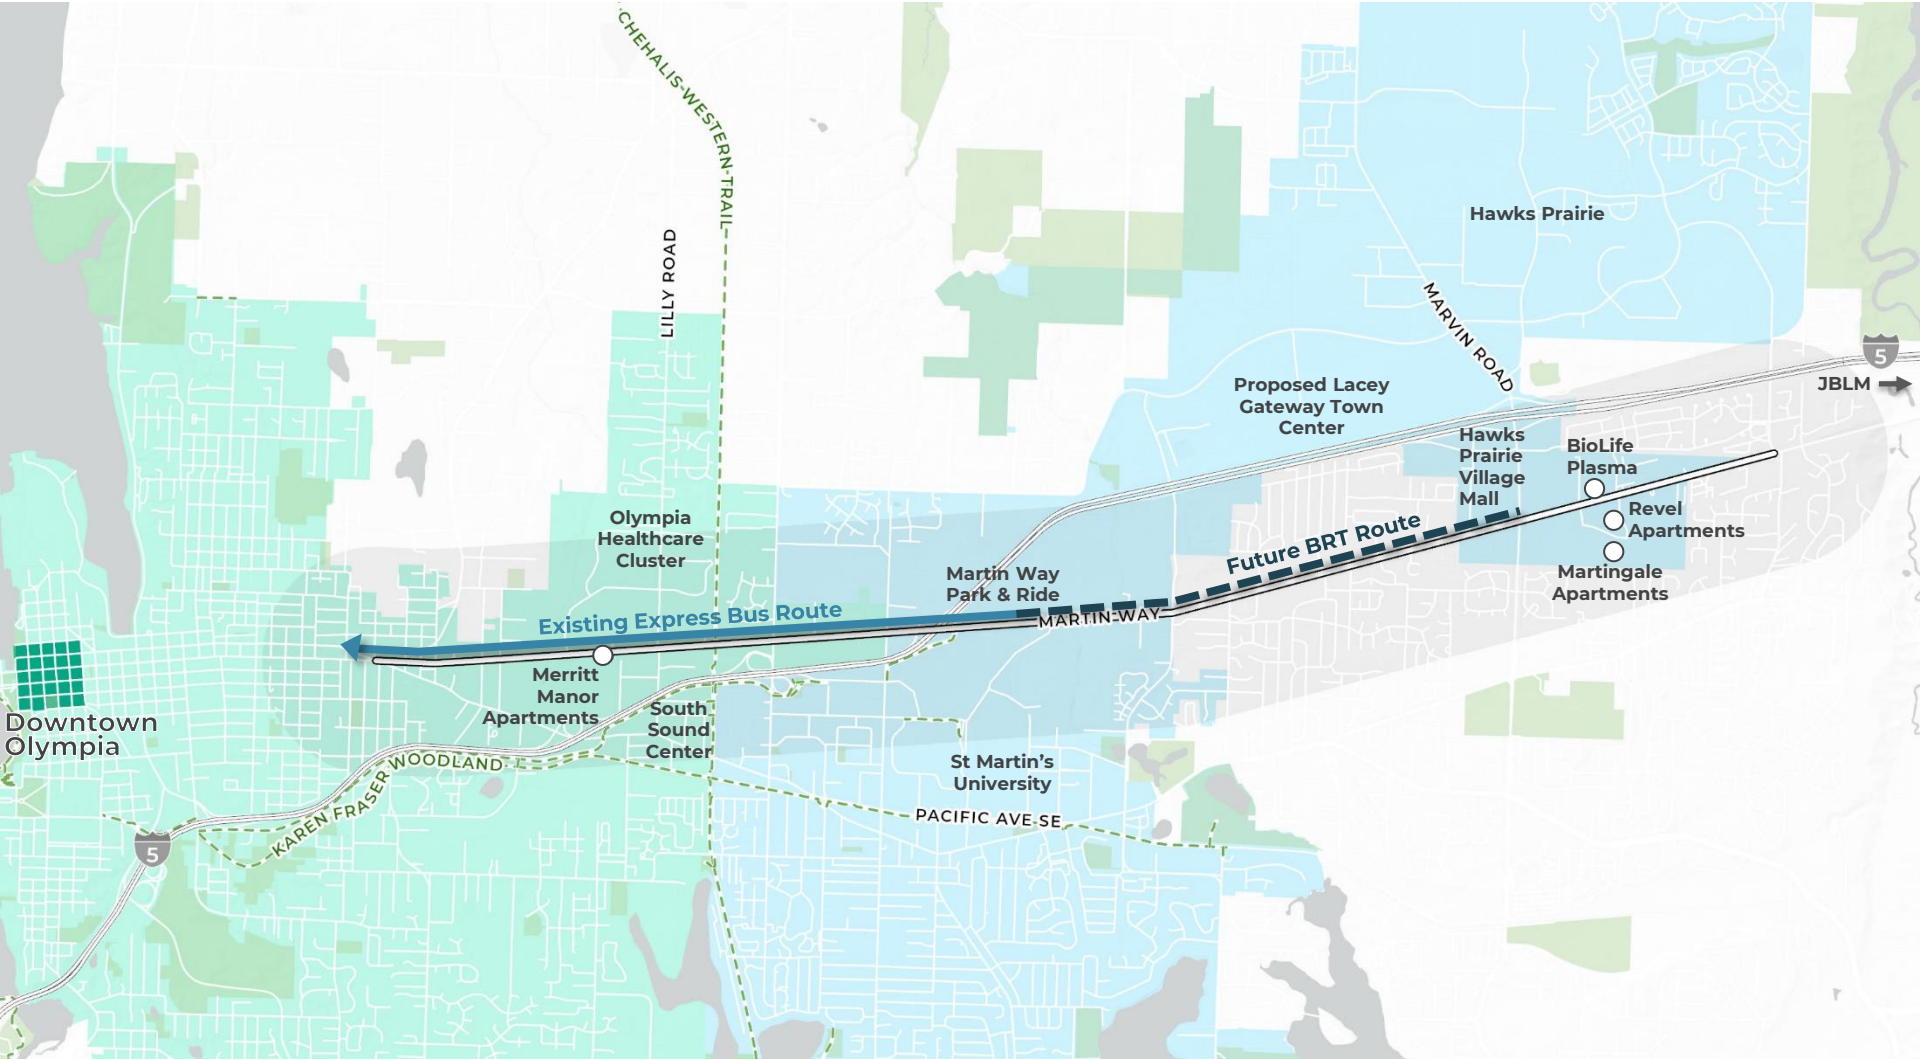 CHEHALIS-WESTERN-TRAIL
LILLY ROAD
Hawks Prairie
MARVIN ROAD
5
JBLM
Proposed Lacey
Gateway Town
Center
Hawks
Prairie
Village
Mall
BioLife
Plasma
Revel
Apartments
Martingale
Apartments
Olympia
Healthcare
Cluster
Future BRT Route
Martin Way
Park & Ride
MARTIN WAY
Existing Express Bus Route
Merritt
Manor
Apartments
South
Sound
Center
Downtown
Olympia
KAREN FRASER WOODLAND
St Martin's
University
PACIFIC AVE SE
5